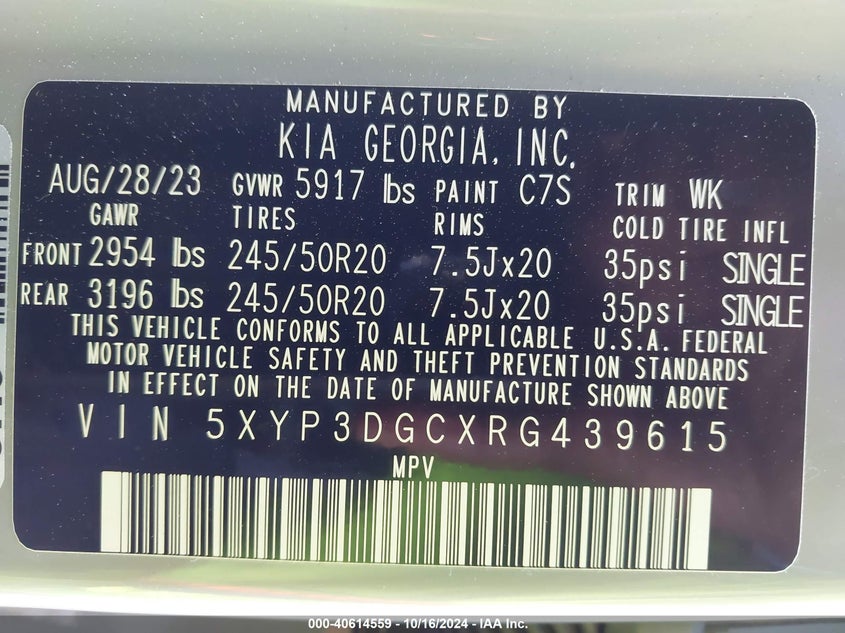 MANUFACTURED BY
KIA GEORGIA, INC.
AUG/28/23 GVWR 5917 lbs PAINT C7S TRIM WK
GAWR TIRES RIMS COLD TIRE INFL
FRONT 2954 lbs 245/50R20 7.5Jx20 35psi SINGLE
REAR 3196 lbs 245/50R20 7.5Jx20 35psi SINGLE
THIS VEHICLE CONFORMS TO ALL APPLICABLE U.S.A. FEDERAL
MOTOR VEHICLE SAFETY AND THEFT PREVENTION STANDARDS
IN EFFECT ON THE DATE OF MANUFACTURE SHOWN ABOVE
VIN 5XYP3DGCXRG439615
MPV
000-40614559 - 10/16/2024 - IAA Inc.